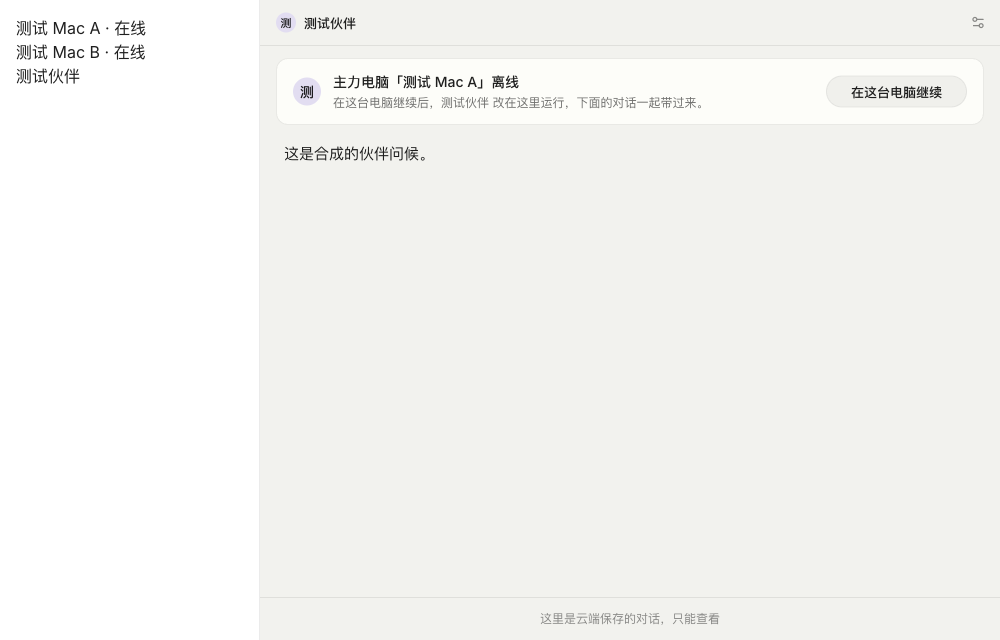 测试 Mac A · 在线
测试 Mac B · 在线
测试伙伴
测 测试伙伴
测
主力电脑「测试 Mac A」离线
在这台电脑继续后，测试伙伴 改在这里运行，下面的对话一起带过来。
在这台电脑继续
这是合成的伙伴问候。
这里是云端保存的对话，只能查看